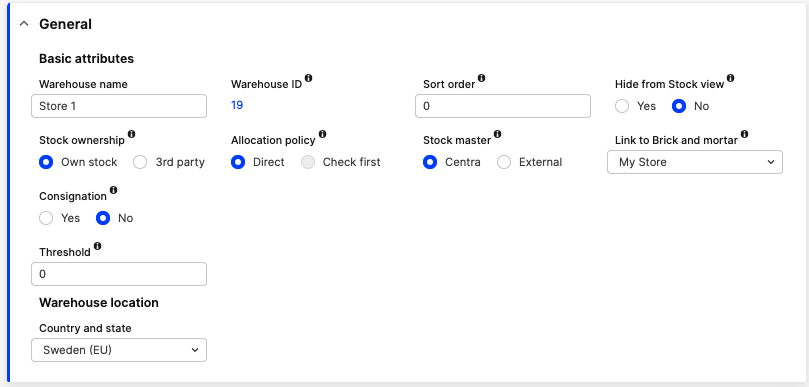 General
Basic attributes
Warehouse name
Warehouse ID
Sort order
Hide from Stock view
Store 1
19
0
Yes
No
Stock ownership
Allocation policy
Stock master
Link to Brick and mortar
Own stock
3rd party
Direct
Check first
Centra
External
My Store
Consignation
Yes
No
Threshold
0
Warehouse location
Country and state
Sweden (EU)